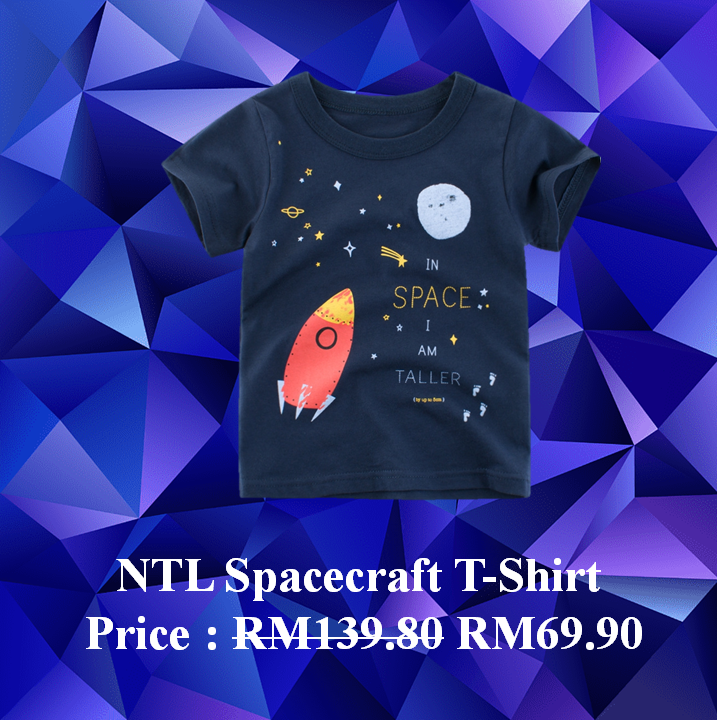 IN
SPACE
I
AM
TALLER
NTL Spacecraft T-Shirt
Price : RM139.80 RM69.90